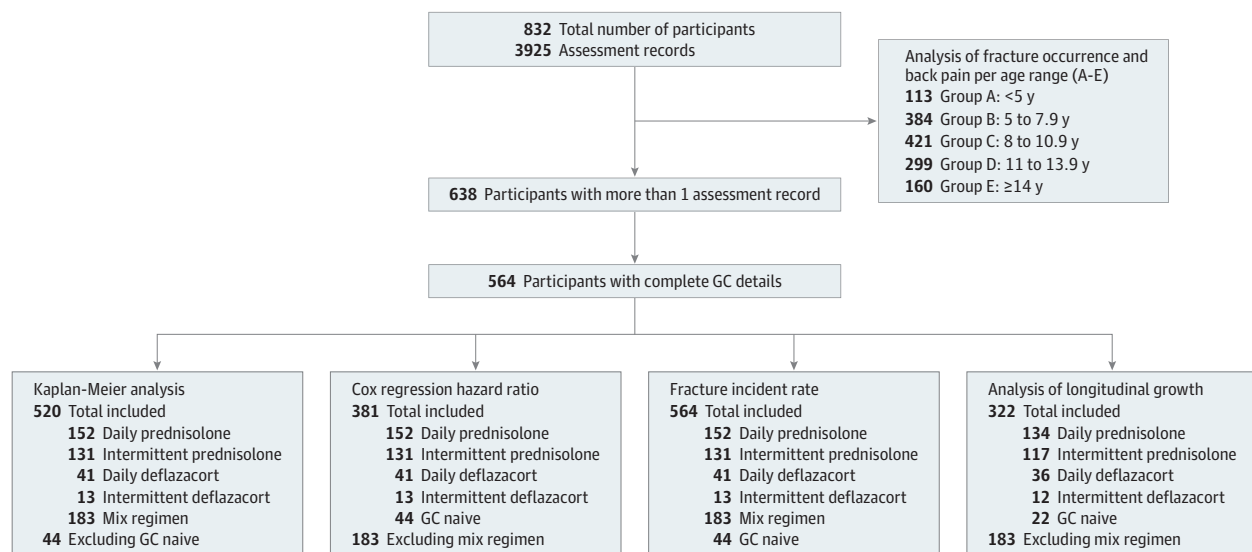 832 Total number of participants
3925 Assessment records
Analysis of fracture occurrence and
back pain per age range (A-E)
113 Group A: <5 y
384 Group B: 5 to 7.9 y
421 Group C: 8 to 10.9 y
299 Group D: 11 to 13.9 y
160 Group E: ≥14 y
638 Participants with more than 1 assessment record
564 Participants with complete GC details
Kaplan-Meier analysis
520 Total included
152 Daily prednisolone
131 Intermittent prednisolone
41 Daily deflazacort
13 Intermittent deflazacort
183 Mix regimen
44 Excluding GC naive
Cox regression hazard ratio
381 Total included
152 Daily prednisolone
131 Intermittent prednisolone
41 Daily deflazacort
13 Intermittent deflazacort
44 GC naive
183 Excluding mix regimen
Fracture incident rate
564 Total included
152 Daily prednisolone
131 Intermittent prednisolone
41 Daily deflazacort
13 Intermittent deflazacort
183 Mix regimen
44 GC naive
Analysis of longitudinal growth
322 Total included
134 Daily prednisolone
117 Intermittent prednisolone
36 Daily deflazacort
12 Intermittent deflazacort
22 GC naive
183 Excluding mix regimen